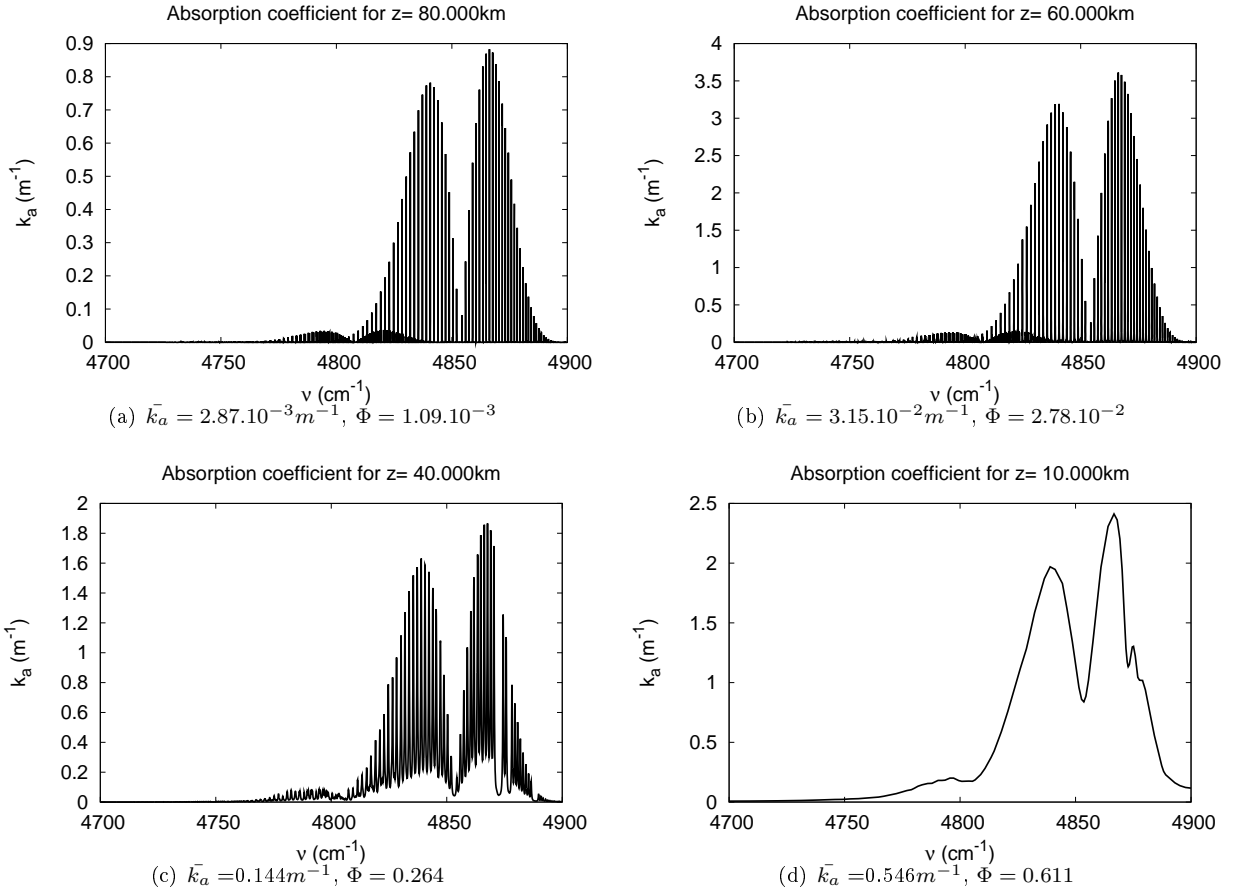 Absorption coefficient for z= 80.000km
k_a (m^-1)
0.9
0.8
0.7
0.6
0.5
0.4
0.3
0.2
0.1
0
4700 4750 4800 4850 4900
ν (cm^-1)
(a) k̄_a = 2.87.10^−3 m^−1, Φ = 1.09.10^−3
Absorption coefficient for z= 60.000km
k_a (m^-1)
4
3.5
3
2.5
2
1.5
1
0.5
0
4700 4750 4800 4850 4900
ν (cm^-1)
(b) k̄_a = 3.15.10^−2 m^−1, Φ = 2.78.10^−2
Absorption coefficient for z= 40.000km
k_a (m^-1)
2
1.8
1.6
1.4
1.2
1
0.8
0.6
0.4
0.2
0
4700 4750 4800 4850 4900
ν (cm^-1)
(c) k̄_a =0.144m^−1, Φ = 0.264
Absorption coefficient for z= 10.000km
k_a (m^-1)
2.5
2
1.5
1
0.5
0
4700 4750 4800 4850 4900
ν (cm^-1)
(d) k̄_a =0.546m^−1, Φ = 0.611